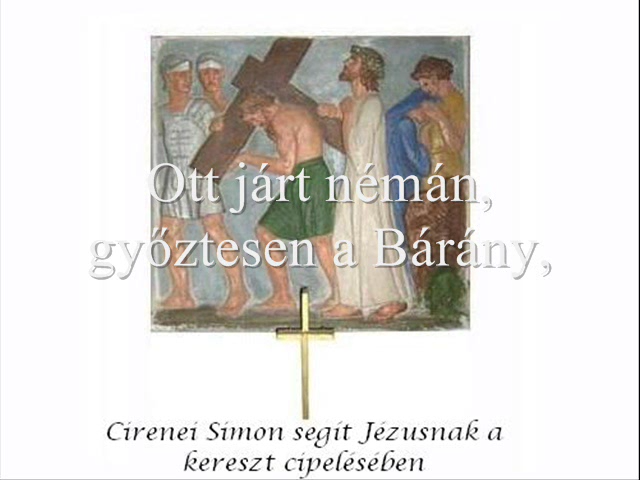 Ott járt némán,
győztesen a Bárány,
Cirenei Simon segít Jézusnak a
kereszt cipelésében